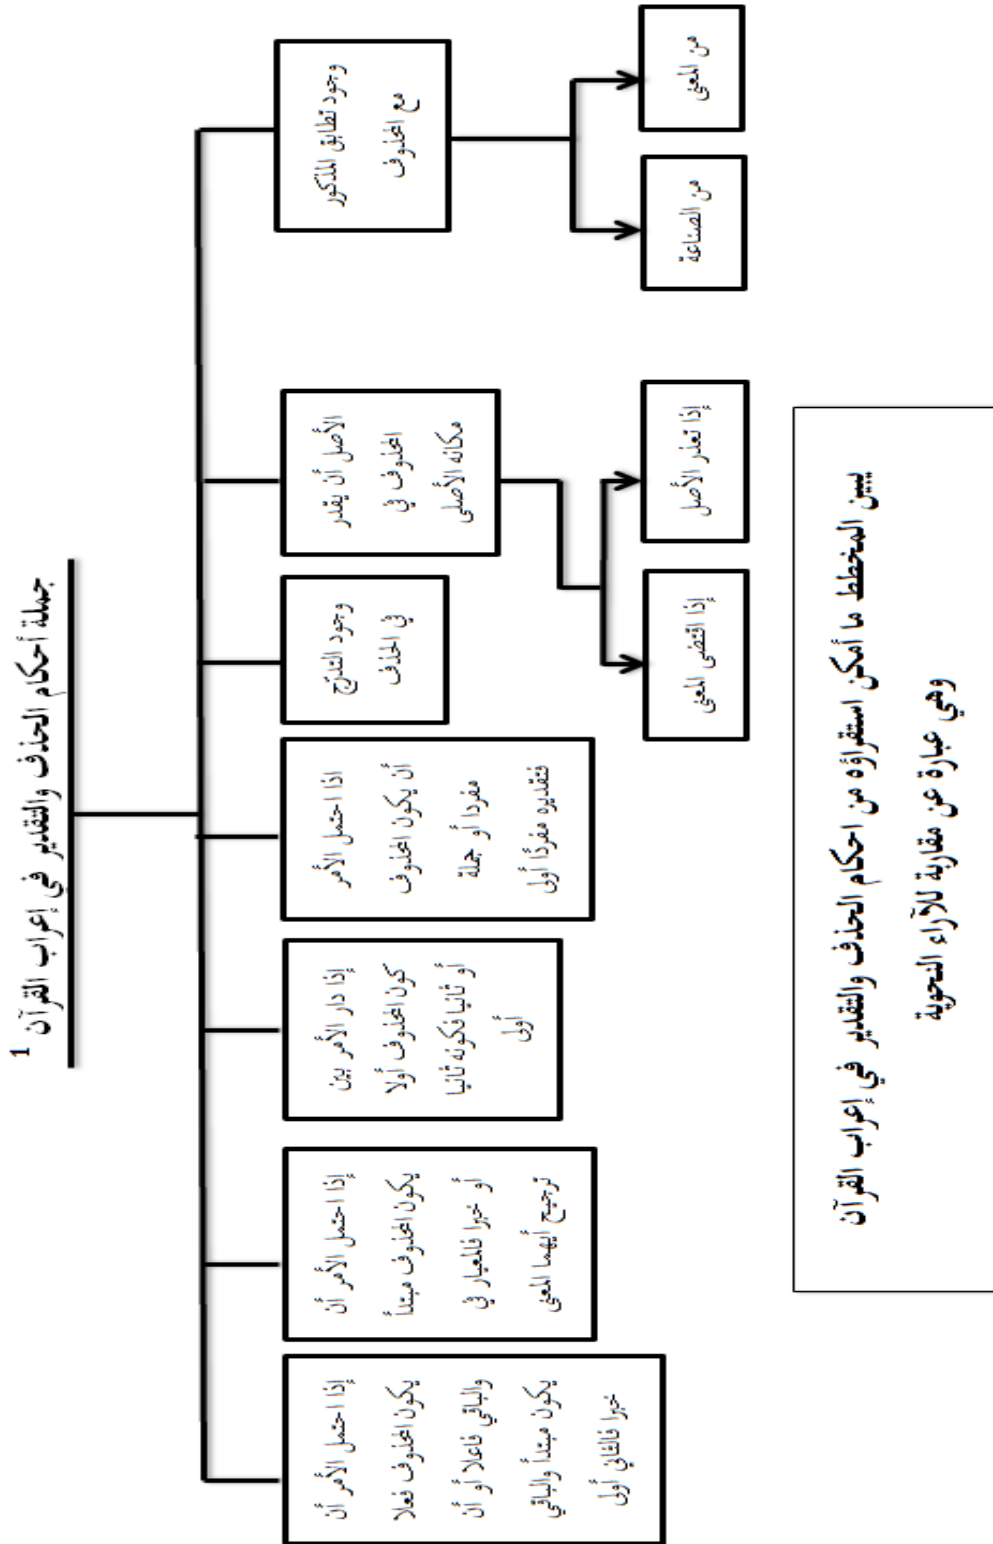 جملة أحكام الحذف والتقدير في إعراب القرآن 1
وجود تطابق المذكور
مع المحذوف
من المعنى
من الصناعة
الأصل أن يقدر
المحذوف في
مكانه الأصلي
إذا تعذر الأصل
إذا اقتضى المعنى
وجود التدرّج
في الحذف
اذا احتمل الأمر
أن يكون المحذوف
مفردا أو جملة
فتقديره مفردًا أولى
إذا دار الأمر بين
كون المحذوف أولا
أو ثانيا فكونه ثانيا
أولى
إذا احتمل الأمر أن
يكون المحذوف مبتدأ
أو خبرا فالمعيار في
ترجيح أيهما المعنى
إذا احتمل الأمر أن
يكون المحذوف فعلا
والباقي فاعلا أو أن
يكون مبتدأ والباقي
خبرا فالثاني أولى
يبين المخطط ما أمكن استقراؤه من احكام الحذف والتقدير في إعراب القرآن
وهي عبارة عن مقاربة للآراء النحوية